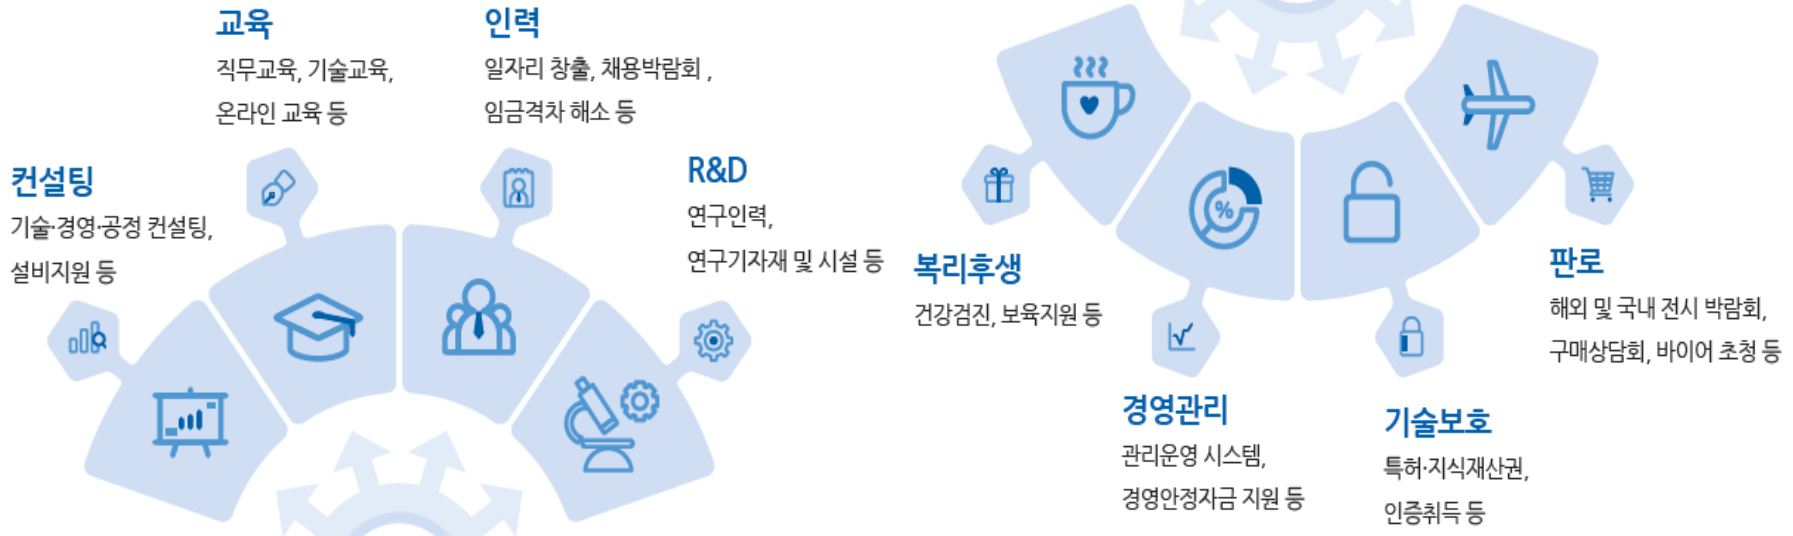 교육
직무교육, 기술교육,
온라인 교육 등
인력
일자리 창출, 채용박람회 ,
임금격차 해소 등
컨설팅
기술·경영·공정 컨설팅,
설비지원 등
R&D
연구인력,
연구기자재 및 시설 등
%
복리후생
건강검진, 보육지원 등
경영관리
관리운영 시스템,
경영안정자금 지원 등
기술보호
특허·지식재산권,
인증취득 등
판로
해외 및 국내 전시 박람회,
구매상담회, 바이어 초청 등